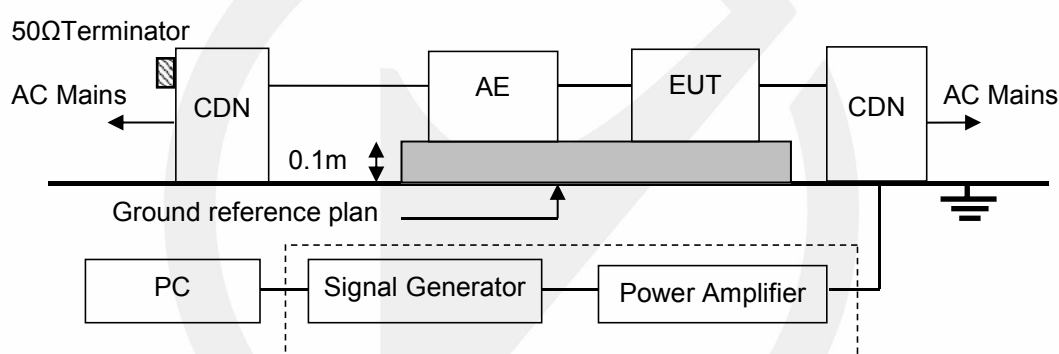 50ΩTerminator
AC Mains
CDN
AE
EUT
CDN
AC Mains
0.1m
Ground reference plan
PC
Signal Generator
Power Amplifier